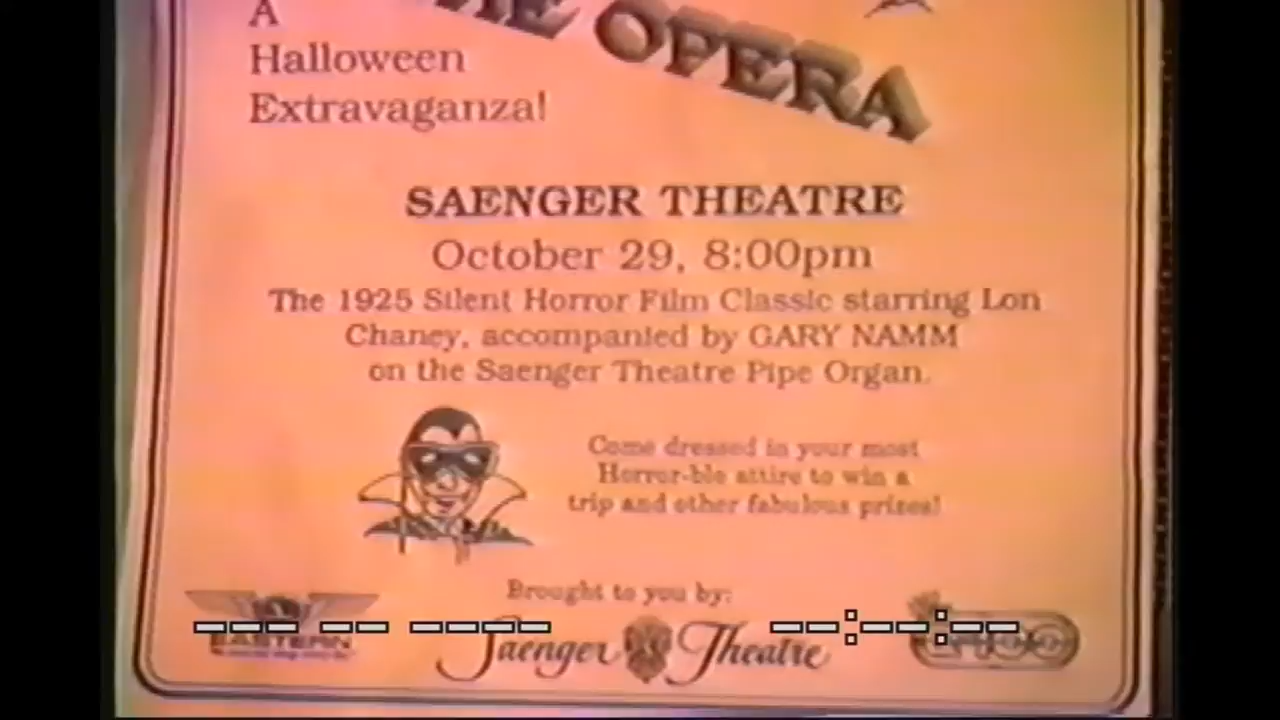 A
THE OPERA
Halloween
Extravaganza!
SAENGER THEATRE
October 29, 8:00pm
The 1925 Silent Horror Film Classic starring Lon
Chaney, accompanied by GARY NAMM
on the Saenger Theatre Pipe Organ.
Come dressed in your most
Horror-ble attire to win a
trip and other fabulous prizes!
Brought to you by:
EASTERN
Saenger Theatre
--- -- ---- --:--:--